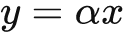 y = αx